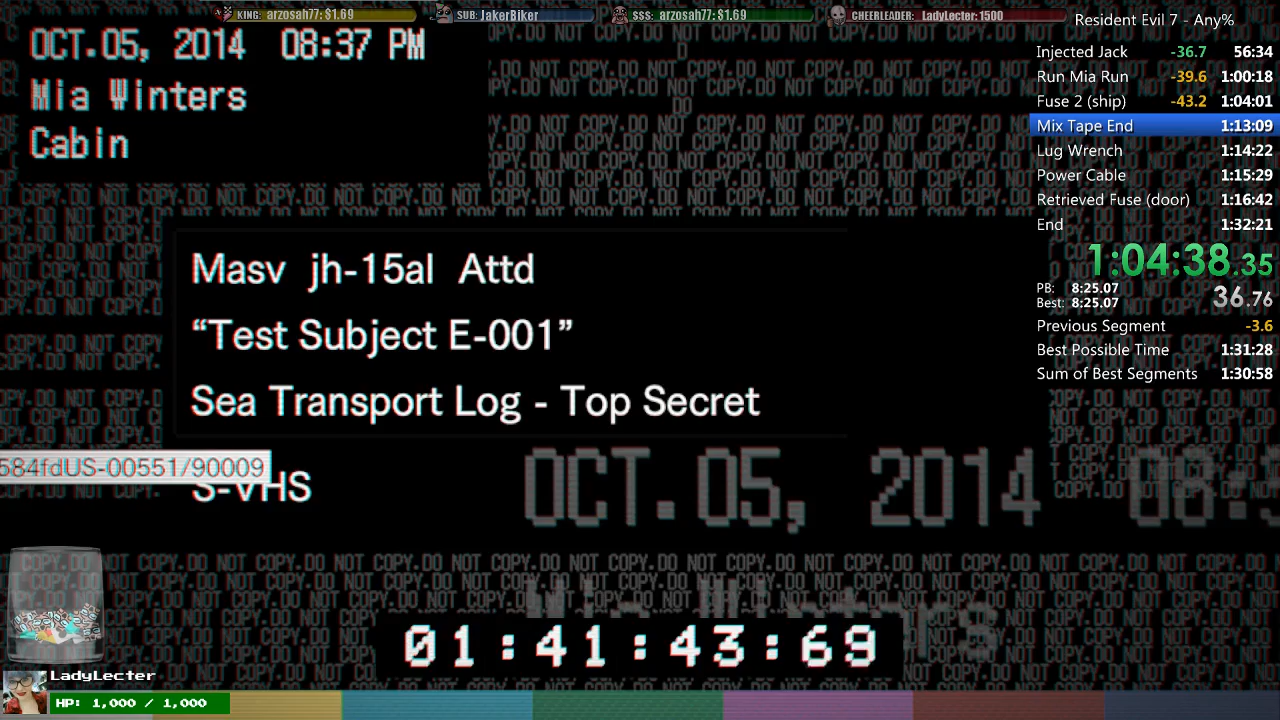 KING: arzosah77: $1.69
SUB: JakerBiker
sss: arzosah77: $1.69
CHEERLEADER: LadyLecter: 1500
OCT.05, 2014 08:37 PM
Mia Winters
Cabin
Masv jh-15al Attd
“Test Subject E-001”
Sea Transport Log - Top Secret
584fdUS-00551/90009
S-VHS
OCT.05, 2014
01:41:43:69
LadyLecter
HP: 1,000 / 1,000
Resident Evil 7 - Any%
Injected Jack -36.7 56:34
Run Mia Run -39.6 1:00:18
Fuse 2 (ship) -43.2 1:04:01
Mix Tape End 1:13:09
Lug Wrench 1:14:22
Power Cable 1:15:29
Retrieved Fuse (door) 1:16:42
End 1:32:21
1:04:38.35
PB: 8:25.07
Best: 8:25.07
36.76
Previous Segment -3.6
Best Possible Time 1:31:28
Sum of Best Segments 1:30:58